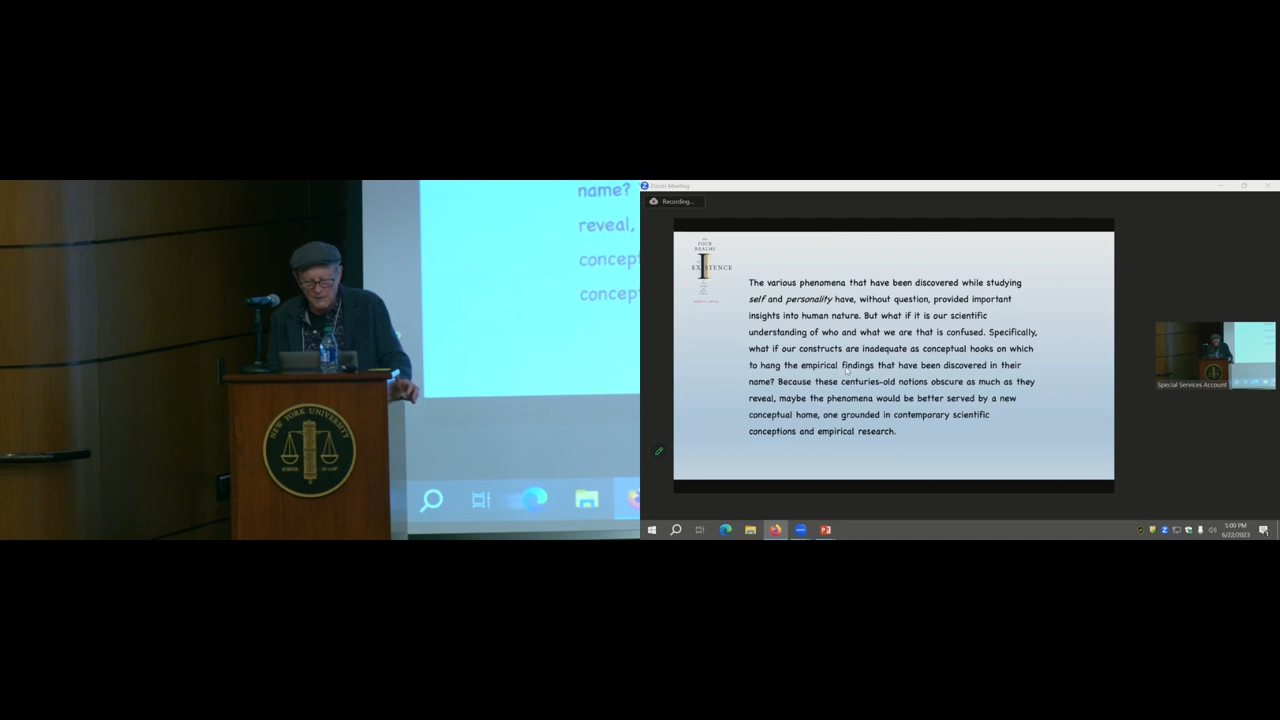 name?
reveal,
concept
concept
NEW YORK UNIVERSITY
SCHOOL OF LAW
Zoom Meeting
Recording...
THE
FOUR
REALMS
OF
EXISTENCE
The various phenomena that have been discovered while studying
self and personality have, without question, provided important
insights into human nature. But what if it is our scientific
understanding of who and what we are that is confused. Specifically,
what if our constructs are inadequate as conceptual hooks on which
to hang the empirical findings that have been discovered in their
name? Because these centuries-old notions obscure as much as they
reveal, maybe the phenomena would be better served by a new
conceptual home, one grounded in contemporary scientific
conceptions and empirical research.
Special Services Account
5:00 PM
6/22/2023